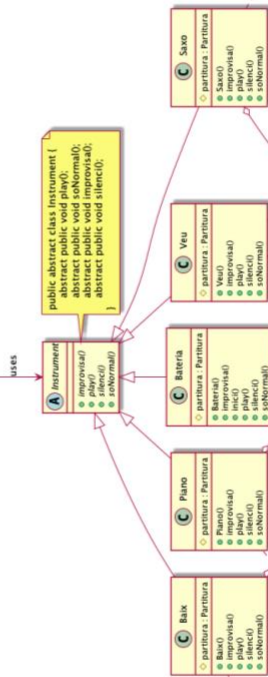 uses
A Instrument
improvisa()
play()
silenci()
soNormal()
public abstract class Instrument {
abstract public void play();
abstract public void soNormal();
abstract public void improvisa();
abstract public void silenci();
}
C Baix
partitura : Partitura
Baix()
improvisa()
play()
silenci()
soNormal()
C Piano
partitura : Partitura
Piano()
improvisa()
play()
silenci()
soNormal()
C Bateria
partitura : Partitura
Bateria()
improvisa()
inici()
play()
silenci()
soNormal()
C Veu
partitura : Partitura
Veu()
improvisa()
play()
silenci()
soNormal()
C Saxo
partitura : Partitura
Saxo()
improvisa()
play()
silenci()
soNormal()